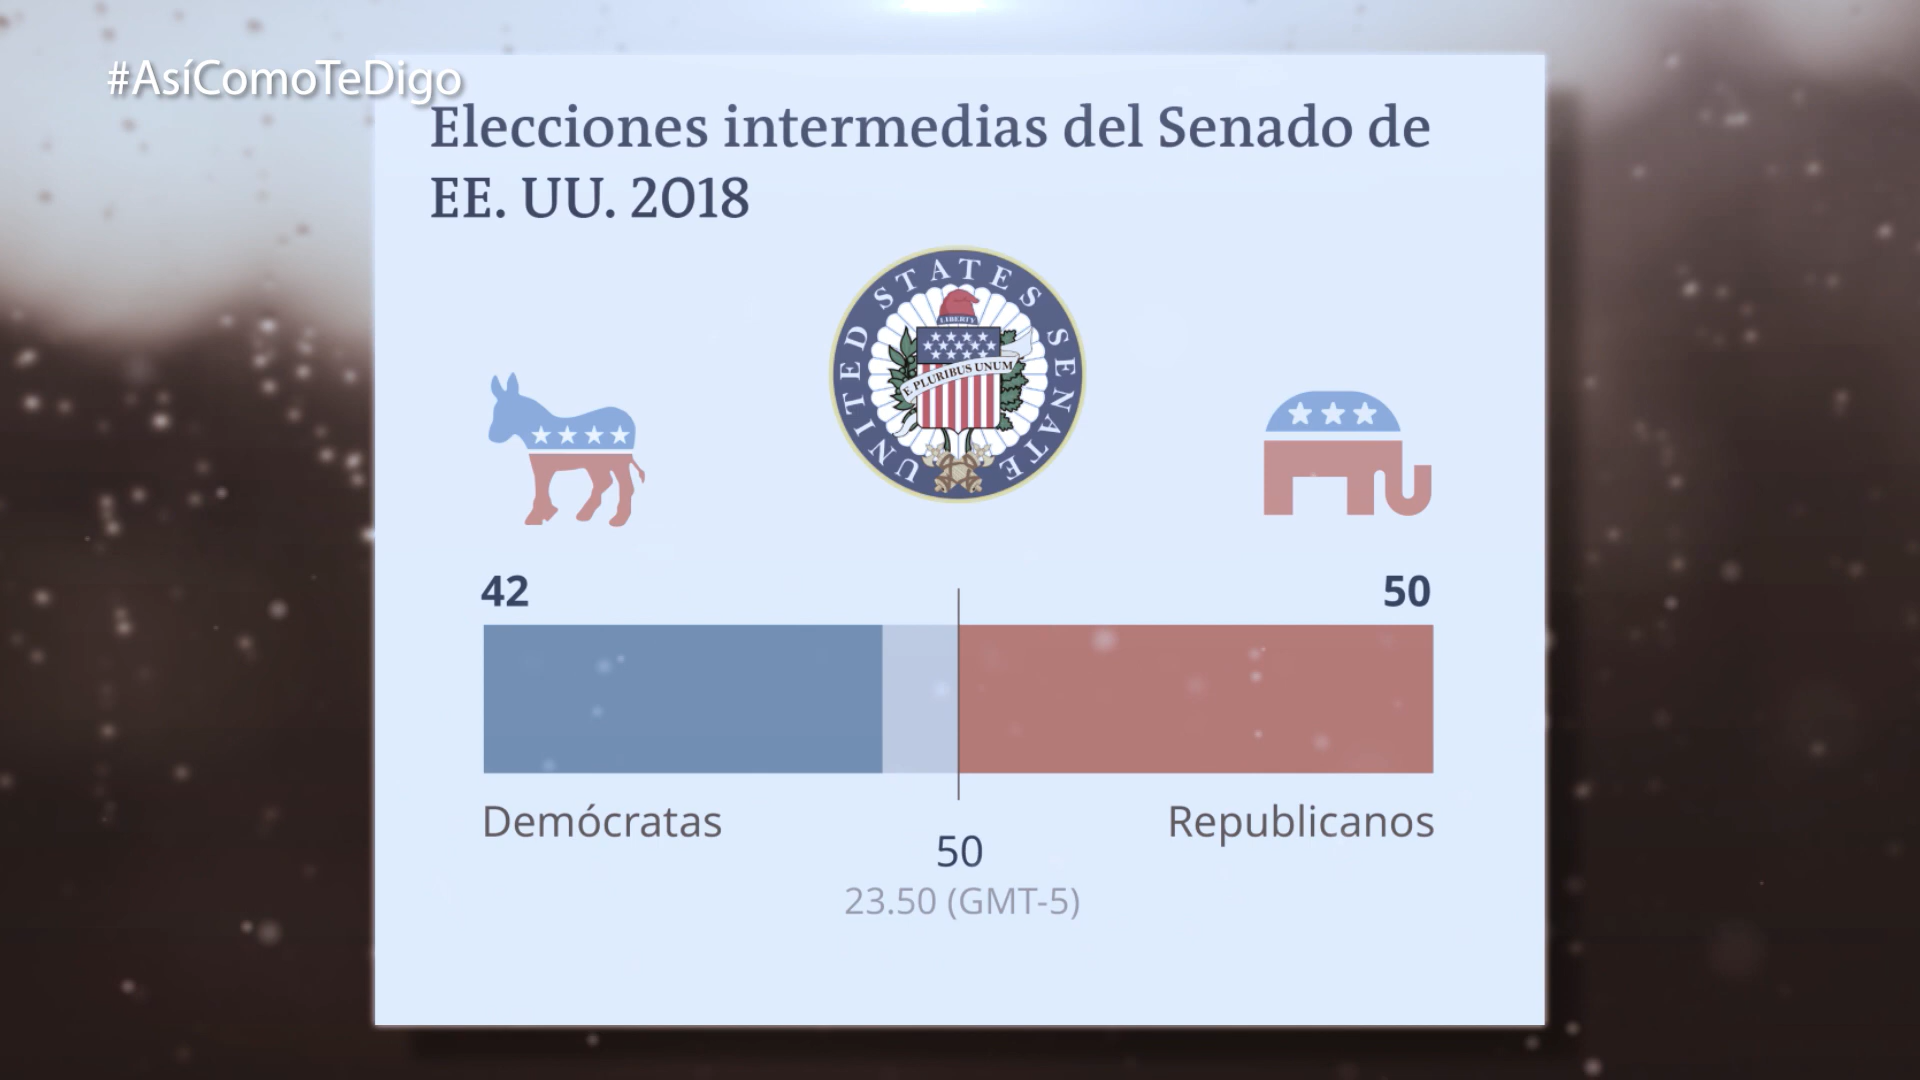 #AsíComoTeDigo
Elecciones intermedias del Senado de
EE. UU. 2018
UNITED STATES SENATE
LIBERTY
E PLURIBUS UNUM
42
50
Demócratas
Republicanos
50
23.50 (GMT-5)